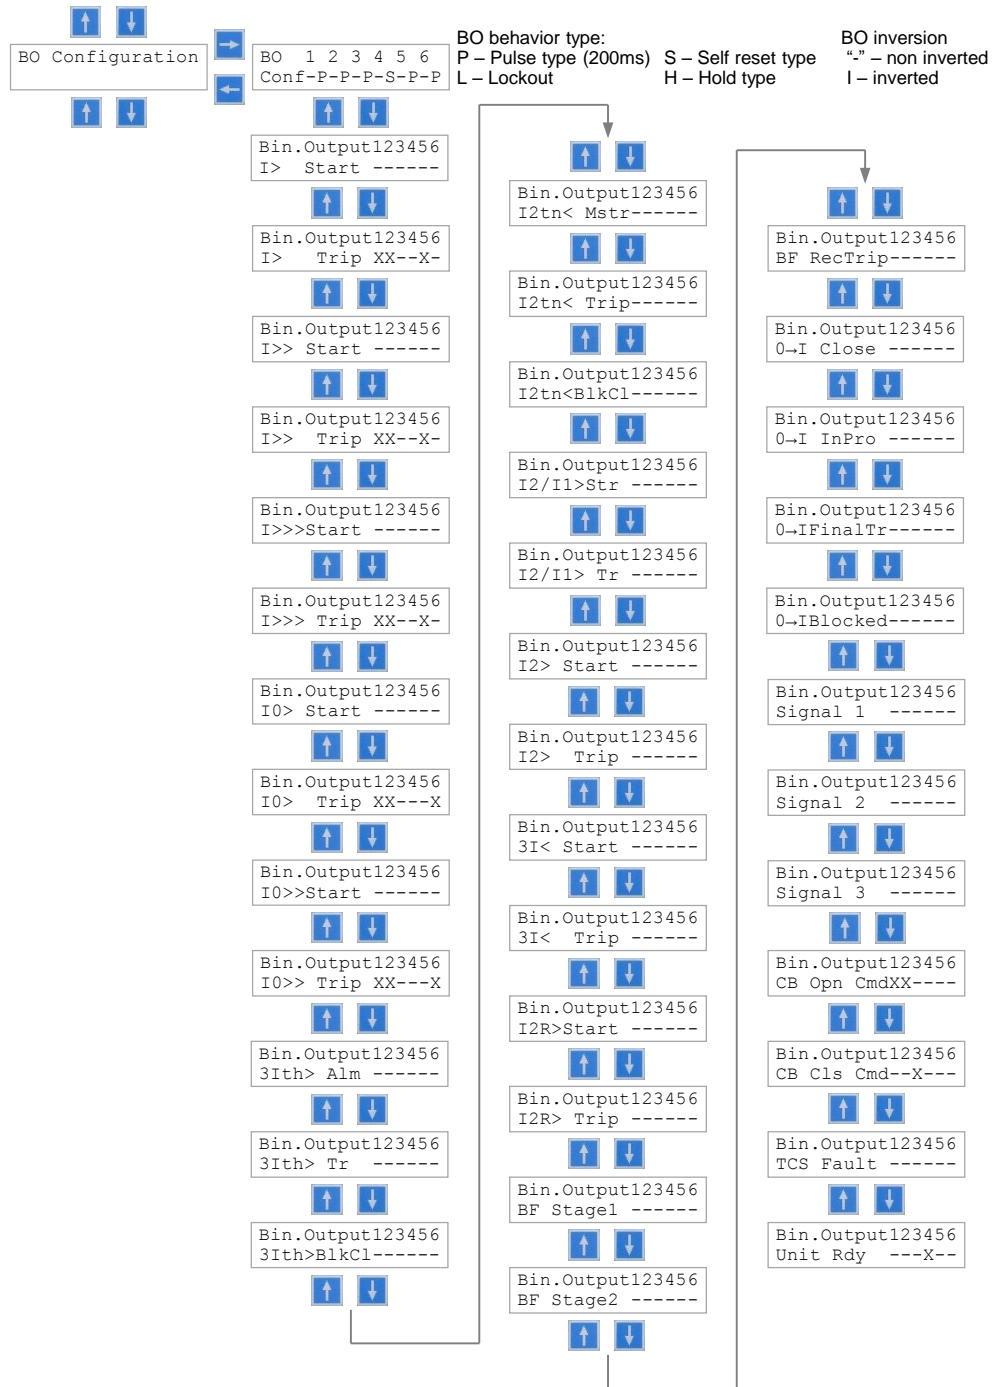 BO Configuration
BO 1 2 3 4 5 6
Conf-P-P-P-S-P-P
BO behavior type:
P – Pulse type (200ms) S – Self reset type
L – Lockout H – Hold type
BO inversion
“-” – non inverted
I – inverted
Bin.Output123456
I> Start ------
Bin.Output123456
I> Trip XX--X-
Bin.Output123456
I>> Start ------
Bin.Output123456
I>> Trip XX--X-
Bin.Output123456
I>>>Start ------
Bin.Output123456
I>>> Trip XX--X-
Bin.Output123456
I0> Start ------
Bin.Output123456
I0> Trip XX---X
Bin.Output123456
I0>>Start ------
Bin.Output123456
I0>> Trip XX---X
Bin.Output123456
3Ith> Alm ------
Bin.Output123456
3Ith> Tr ------
Bin.Output123456
3Ith>BlkCl------
Bin.Output123456
I2tn< Mstr------
Bin.Output123456
I2tn< Trip------
Bin.Output123456
I2tn<BlkCl------
Bin.Output123456
I2/I1>Str ------
Bin.Output123456
I2/I1> Tr ------
Bin.Output123456
I2> Start ------
Bin.Output123456
I2> Trip ------
Bin.Output123456
3I< Start ------
Bin.Output123456
3I< Trip ------
Bin.Output123456
I2R>Start ------
Bin.Output123456
I2R> Trip ------
Bin.Output123456
BF Stage1 ------
Bin.Output123456
BF Stage2 ------
Bin.Output123456
BF RecTrip------
Bin.Output123456
0→I Close ------
Bin.Output123456
0→I InPro ------
Bin.Output123456
0→IFinalTr------
Bin.Output123456
0→IBlocked------
Bin.Output123456
Signal 1 ------
Bin.Output123456
Signal 2 ------
Bin.Output123456
Signal 3 ------
Bin.Output123456
CB Opn CmdXX----
Bin.Output123456
CB Cls Cmd--X---
Bin.Output123456
TCS Fault ------
Bin.Output123456
Unit Rdy ---X--